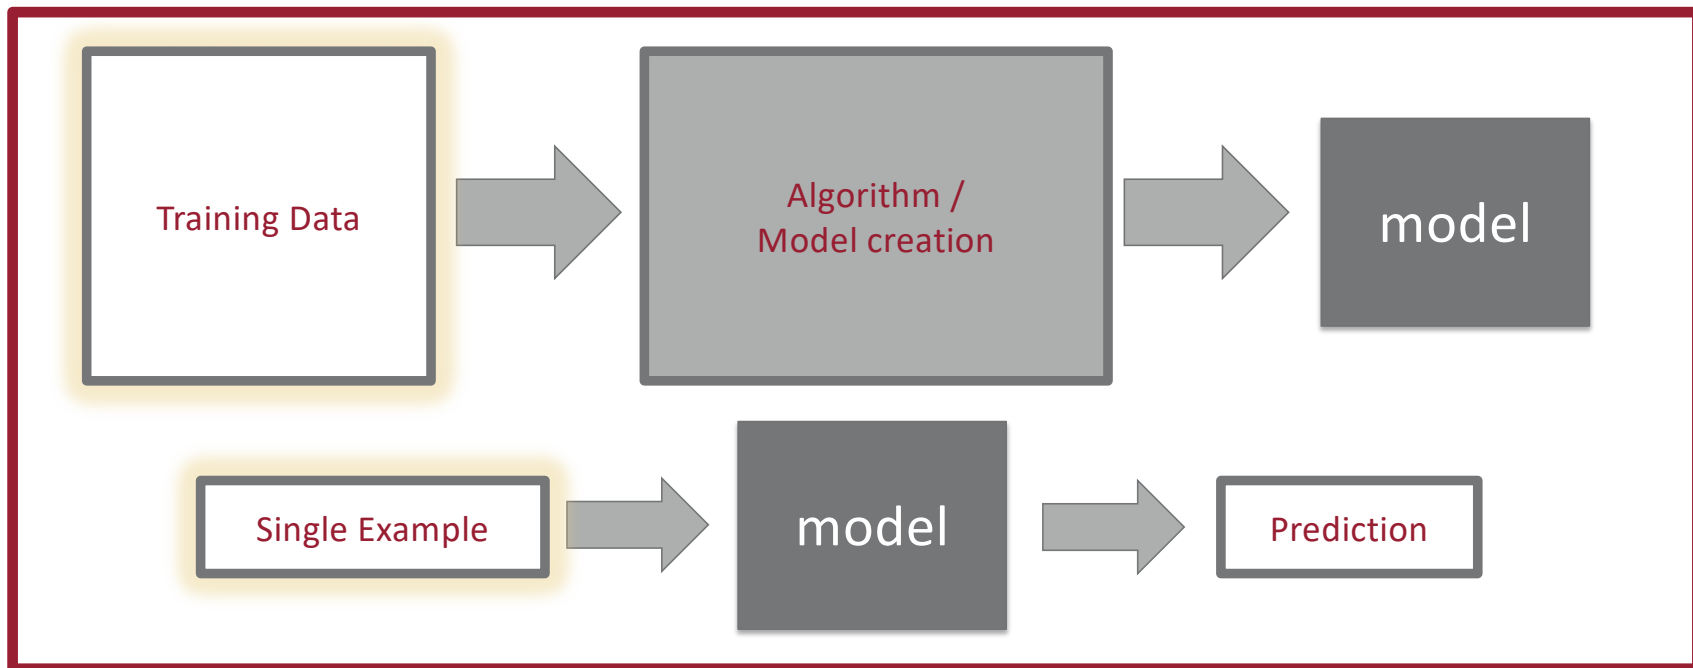 Training Data
Algorithm /
Model creation
model
Single Example
model
Prediction